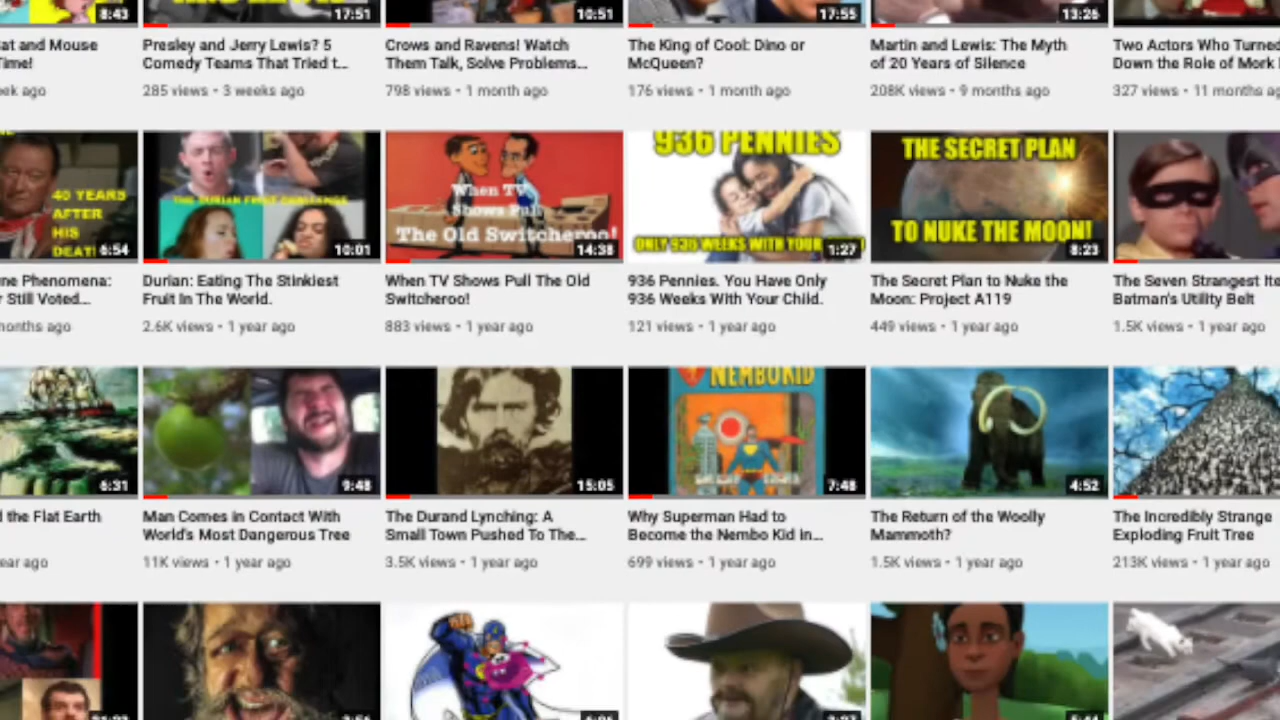 8:43
17:51
10:51
17:55
13:26
at and Mouse
Time!
Presley and Jerry Lewis? 5
Comedy Teams That Tried t...
Crows and Ravens! Watch
Them Talk, Solve Problems...
The King of Cool: Dino or
McQueen?
Martin and Lewis: The Myth
of 20 Years of Silence
Two Actors Who Turned
Down the Role of Mork
ek ago
285 views • 3 weeks ago
798 views • 1 month ago
176 views • 1 month ago
208K views • 9 months ago
327 views • 11 months ag
40 YEARS
AFTER
HIS
DEATH
6:54
THE DURIAN FRUIT CHALLENGE
10:01
When TV
Shows Pull
The Old Switcheroo!
14:38
936 PENNIES
ONLY 936 WEEKS WITH YOUR
1:27
THE SECRET PLAN
TO NUKE THE MOON!
8:23
ne Phenomena:
r Still Voted...
Durian: Eating The Stinkiest
Fruit In The World.
When TV Shows Pull The Old
Switcheroo!
936 Pennies. You Have Only
936 Weeks With Your Child.
The Secret Plan to Nuke the
Moon: Project A119
The Seven Strangest Ite
Batman's Utility Belt
onths ago
2.6K views • 1 year ago
883 views • 1 year ago
121 views • 1 year ago
449 views • 1 year ago
1.5K views • 1 year ago
6:31
9:48
15:05
NEMBO KID
7:48
4:52
d the Flat Earth
Man Comes in Contact With
World's Most Dangerous Tree
The Durand Lynching: A
Small Town Pushed To The...
Why Superman Had to
Become the Nembo Kid in...
The Return of the Woolly
Mammoth?
The Incredibly Strange
Exploding Fruit Tree
ear ago
11K views • 1 year ago
3.5K views • 1 year ago
699 views • 1 year ago
1.5K views • 1 year ago
213K views • 1 year ago